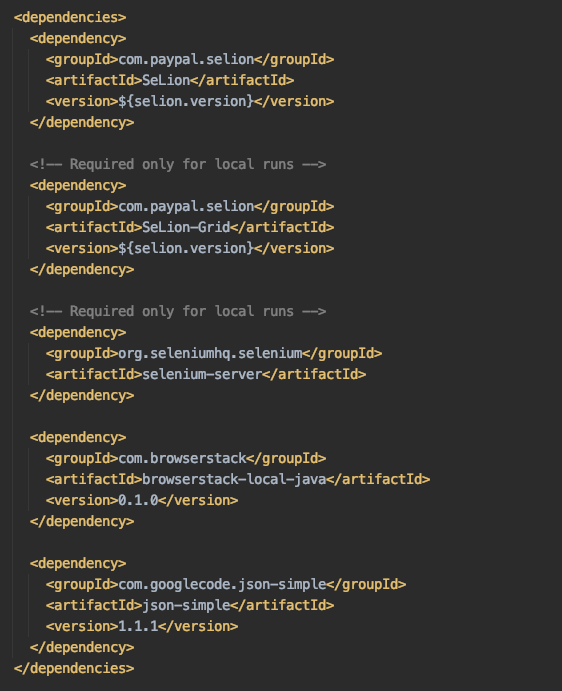 <dependencies>
<dependency>
<groupId>com.paypal.selion</groupId>
<artifactId>SeLion</artifactId>
<version>${selion.version}</version>
</dependency>
<!-- Required only for local runs -->
<dependency>
<groupId>com.paypal.selion</groupId>
<artifactId>SeLion-Grid</artifactId>
<version>${selion.version}</version>
</dependency>
<!-- Required only for local runs -->
<dependency>
<groupId>org.seleniumhq.selenium</groupId>
<artifactId>selenium-server</artifactId>
</dependency>
<dependency>
<groupId>com.browserstack</groupId>
<artifactId>browserstack-local-java</artifactId>
<version>0.1.0</version>
</dependency>
<dependency>
<groupId>com.googlecode.json-simple</groupId>
<artifactId>json-simple</artifactId>
<version>1.1.1</version>
</dependency>
</dependencies>